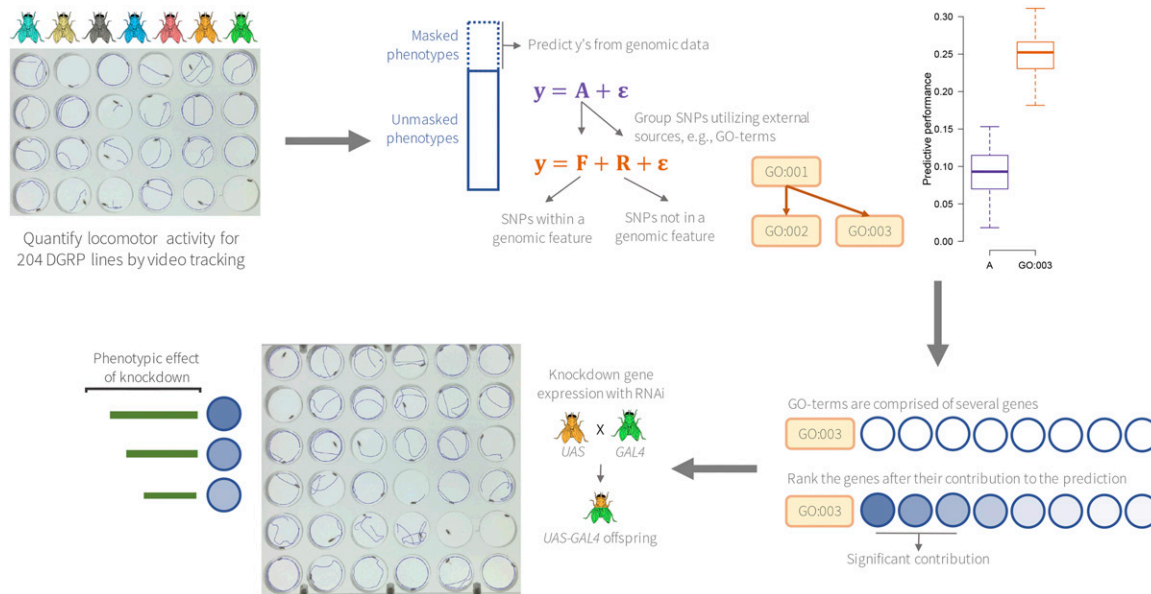 Quantify locomotor activity for
204 DGRP lines by video tracking
Masked
phenotypes
Predict y's from genomic data
Unmasked
phenotypes
y = A + ε
Group SNPs utilizing external
sources, e.g., GO-terms
y = F + R + ε
SNPs within a
genomic feature
SNPs not in a
genomic feature
GO:001
GO:002
GO:003
Predictive performance
0.30
0.25
0.20
0.15
0.10
0.05
0.00
A
GO:003
GO-terms are comprised of several genes
GO:003
Rank the genes after their contribution to the prediction
GO:003
Significant contribution
Knockdown gene
expression with RNAi
X
UAS
GAL4
UAS-GAL4 offspring
Phenotypic effect
of knockdown